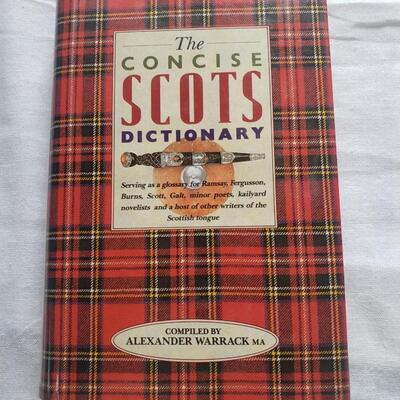 The
CONCISE
SCOTS
DICTIONARY
Serving as a glossary for Ramsay, Fergusson,
Burns, Scott, Galt, minor poets, kailyard
novelists and a host of other writers of the
Scottish tongue
COMPILED BY
ALEXANDER WARRACK MA